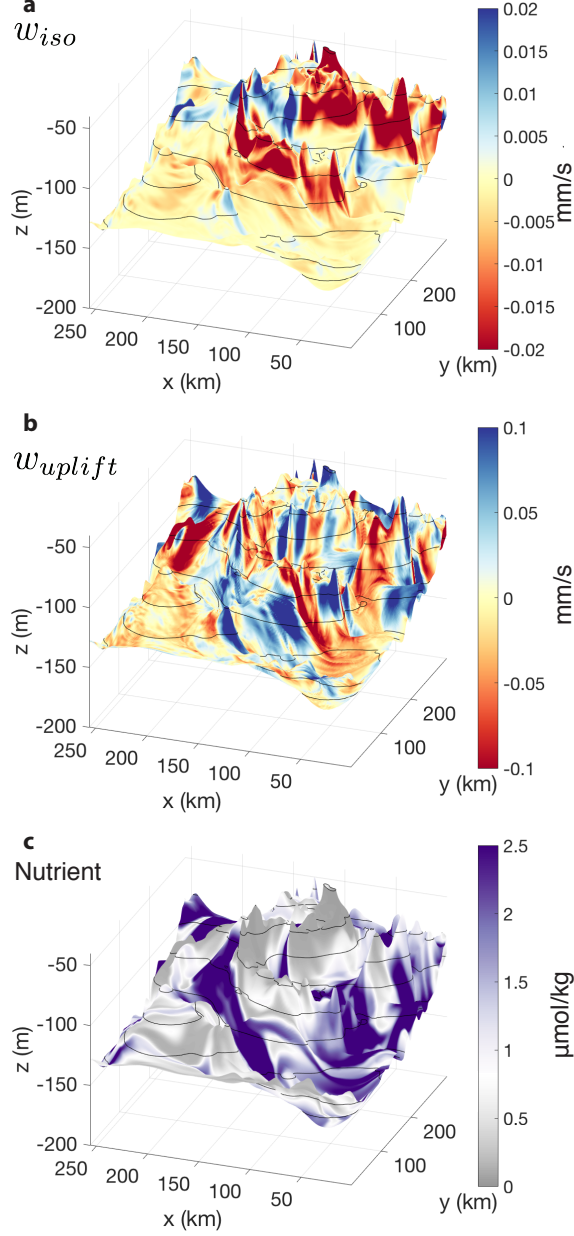 a
w_iso
-50
-100
-150
-200
z (m)
250
200
150
100
50
x (km)
100
200
y (km)
0.02
0.015
0.01
0.005
0
-0.005
-0.01
-0.015
-0.02
mm/s
b
w_uplift
-50
-100
-150
-200
z (m)
250
200
150
100
50
x (km)
100
200
y (km)
0.1
0.05
0
-0.05
-0.1
mm/s
c
Nutrient
-50
-100
-150
-200
z (m)
250
200
150
100
50
x (km)
100
200
y (km)
2.5
2
1.5
1
0.5
0
µmol/kg